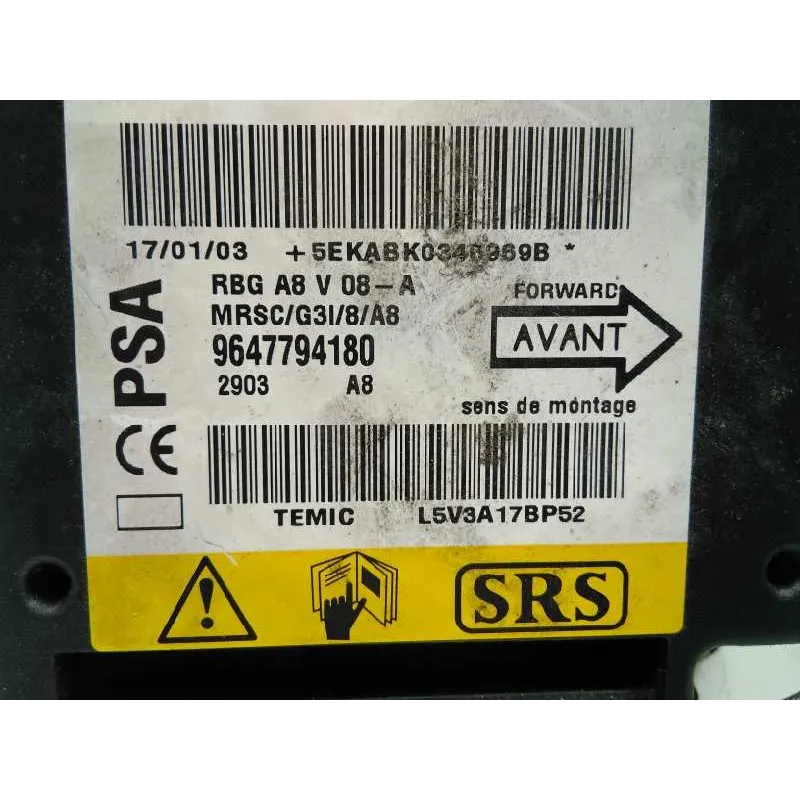 17/01/03 +5EKABK0346969B *
RBG A8 V 08-A
MRSC/G3I/8/A8
9647794180
2903 A8
PSA
CE
FORWARD
AVANT
sens de montage
TEMIC L5V3A17BP52
SRS